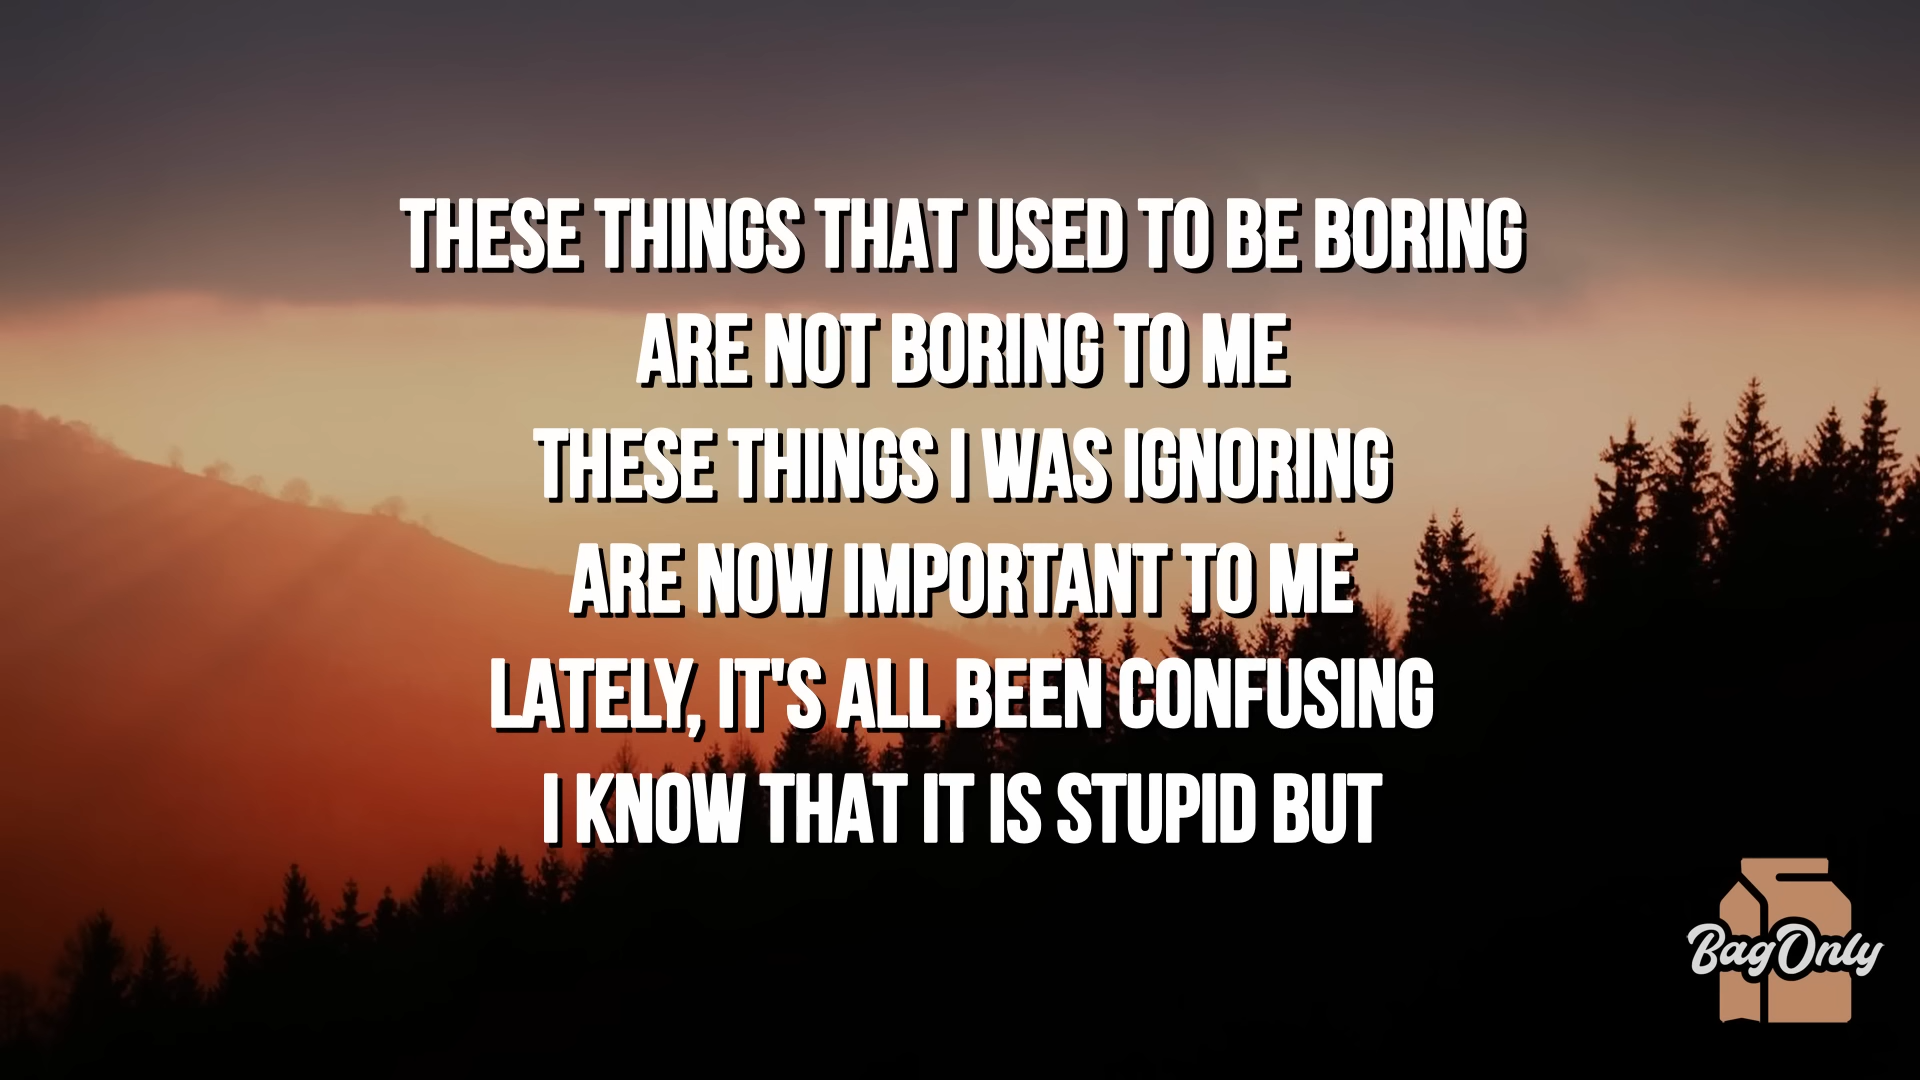 THESE THINGS THAT USED TO BE BORING
ARE NOT BORING TO ME
THESE THINGS I WAS IGNORING
ARE NOW IMPORTANT TO ME
LATELY, IT'S ALL BEEN CONFUSING
I KNOW THAT IT IS STUPID BUT
BagOnly